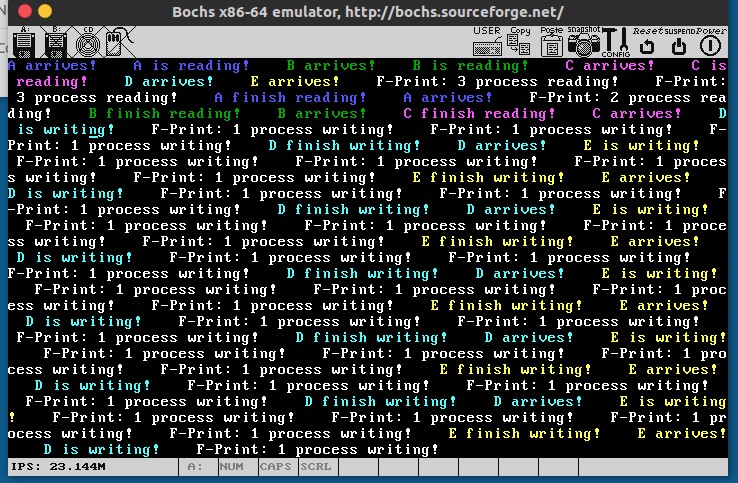 Bochs x86-64 emulator, http://bochs.sourceforge.net/
A: B: CD USER Copy Paste Snapshot CONFIG Reset SUSPEND Power
A arrives! A is reading! B arrives! B is reading! C arrives! C is
reading! D arrives! E arrives! F-Print: 3 process reading! F-Print:
3 process reading! A finish reading! A arrives! F-Print: 2 process rea
ding! B finish reading! B arrives! C finish reading! C arrives! D
is writing! F-Print: 1 process writing! F-Print: 1 process writing! F-
Print: 1 process writing! D finish writing! D arrives! E is writing!
F-Print: 1 process writing! F-Print: 1 process writing! F-Print: 1 proces
s writing! F-Print: 1 process writing! E finish writing! E arrives!
D is writing! F-Print: 1 process writing! F-Print: 1 process writing! F
-Print: 1 process writing! D finish writing! D arrives! E is writing!
F-Print: 1 process writing! F-Print: 1 process writing! F-Print: 1 proce
ss writing! F-Print: 1 process writing! E finish writing! E arrives!
D is writing! F-Print: 1 process writing! F-Print: 1 process writing!
F-Print: 1 process writing! D finish writing! D arrives! E is writing!
F-Print: 1 process writing! F-Print: 1 process writing! F-Print: 1 proc
ess writing! F-Print: 1 process writing! E finish writing! E arrives!
D is writing! F-Print: 1 process writing! F-Print: 1 process writing!
F-Print: 1 process writing! D finish writing! D arrives! E is writing!
F-Print: 1 process writing! F-Print: 1 process writing! F-Print: 1 pro
cess writing! F-Print: 1 process writing! E finish writing! E arrives!
D is writing! F-Print: 1 process writing! F-Print: 1 process writing!
F-Print: 1 process writing! D finish writing! D arrives! E is writing
! F-Print: 1 process writing! F-Print: 1 process writing! F-Print: 1 pr
ocess writing! F-Print: 1 process writing! E finish writing! E arrives!
D is writing! F-Print: 1 process writing!
IPS: 23.144M A: NUM CAPS SCRL